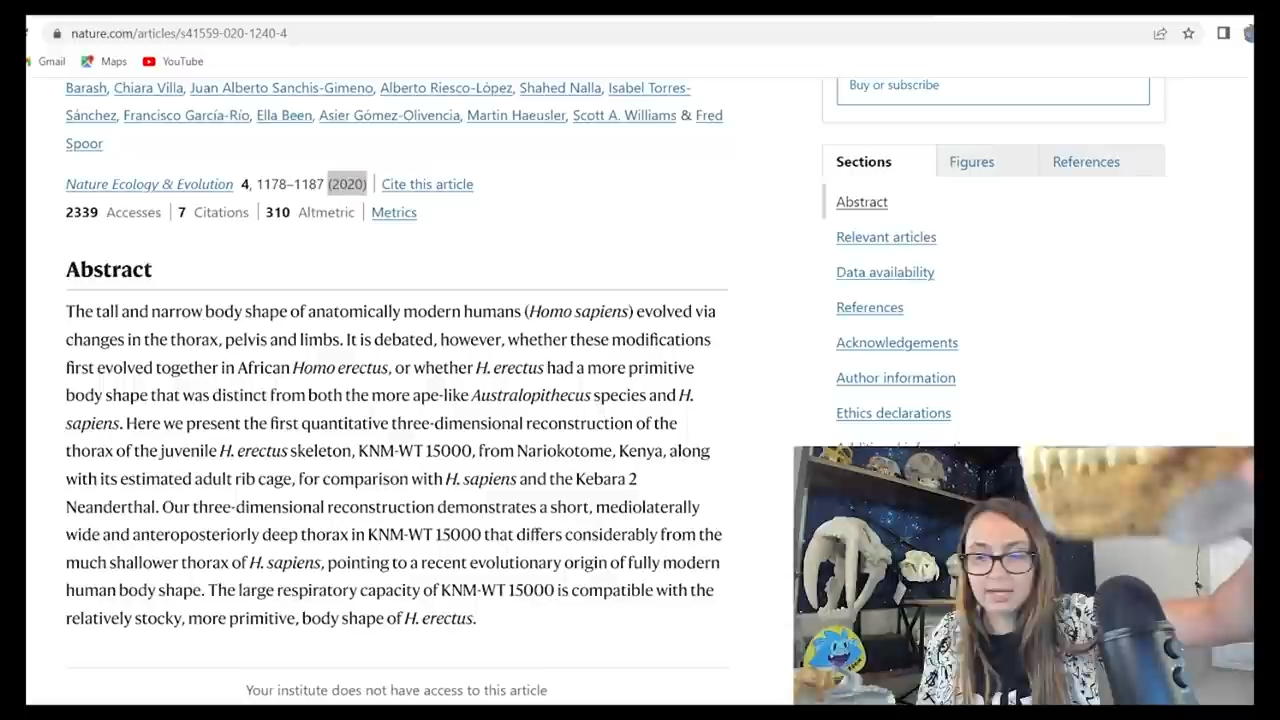 nature.com/articles/s41559-020-1240-4
Gmail Maps YouTube
Barash, Chiara Villa, Juan Alberto Sanchis-Gimeno, Alberto Riesco-López, Shahed Nalla, Isabel Torres-
Sánchez, Francisco García-Río, Ella Been, Asier Gómez-Olivencia, Martin Haeusler, Scott A. Williams & Fred
Spoor
Nature Ecology & Evolution 4, 1178–1187 (2020) Cite this article
2339 Accesses 7 Citations 310 Altmetric Metrics
Abstract
The tall and narrow body shape of anatomically modern humans (Homo sapiens) evolved via
changes in the thorax, pelvis and limbs. It is debated, however, whether these modifications
first evolved together in African Homo erectus, or whether H. erectus had a more primitive
body shape that was distinct from both the more ape-like Australopithecus species and H.
sapiens. Here we present the first quantitative three-dimensional reconstruction of the
thorax of the juvenile H. erectus skeleton, KNM-WT 15000, from Nariokotome, Kenya, along
with its estimated adult rib cage, for comparison with H. sapiens and the Kebara 2
Neanderthal. Our three-dimensional reconstruction demonstrates a short, mediolaterally
wide and anteroposteriorly deep thorax in KNM-WT 15000 that differs considerably from the
much shallower thorax of H. sapiens, pointing to a recent evolutionary origin of fully modern
human body shape. The large respiratory capacity of KNM-WT 15000 is compatible with the
relatively stocky, more primitive, body shape of H. erectus.
Your institute does not have access to this article
Buy or subscribe
Sections Figures References
Abstract
Relevant articles
Data availability
References
Acknowledgements
Author information
Ethics declarations